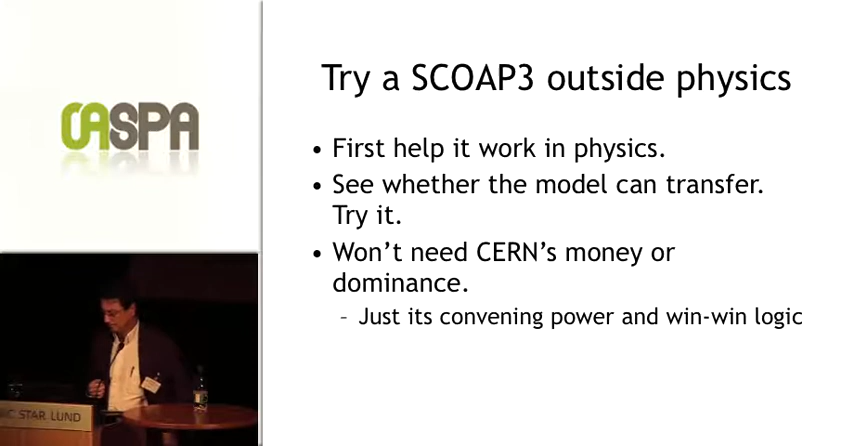 OASPA
Try a SCOAP3 outside physics
• First help it work in physics.
• See whether the model can transfer.
Try it.
• Won't need CERN's money or
dominance.
– Just its convening power and win-win logic
STAR LUND